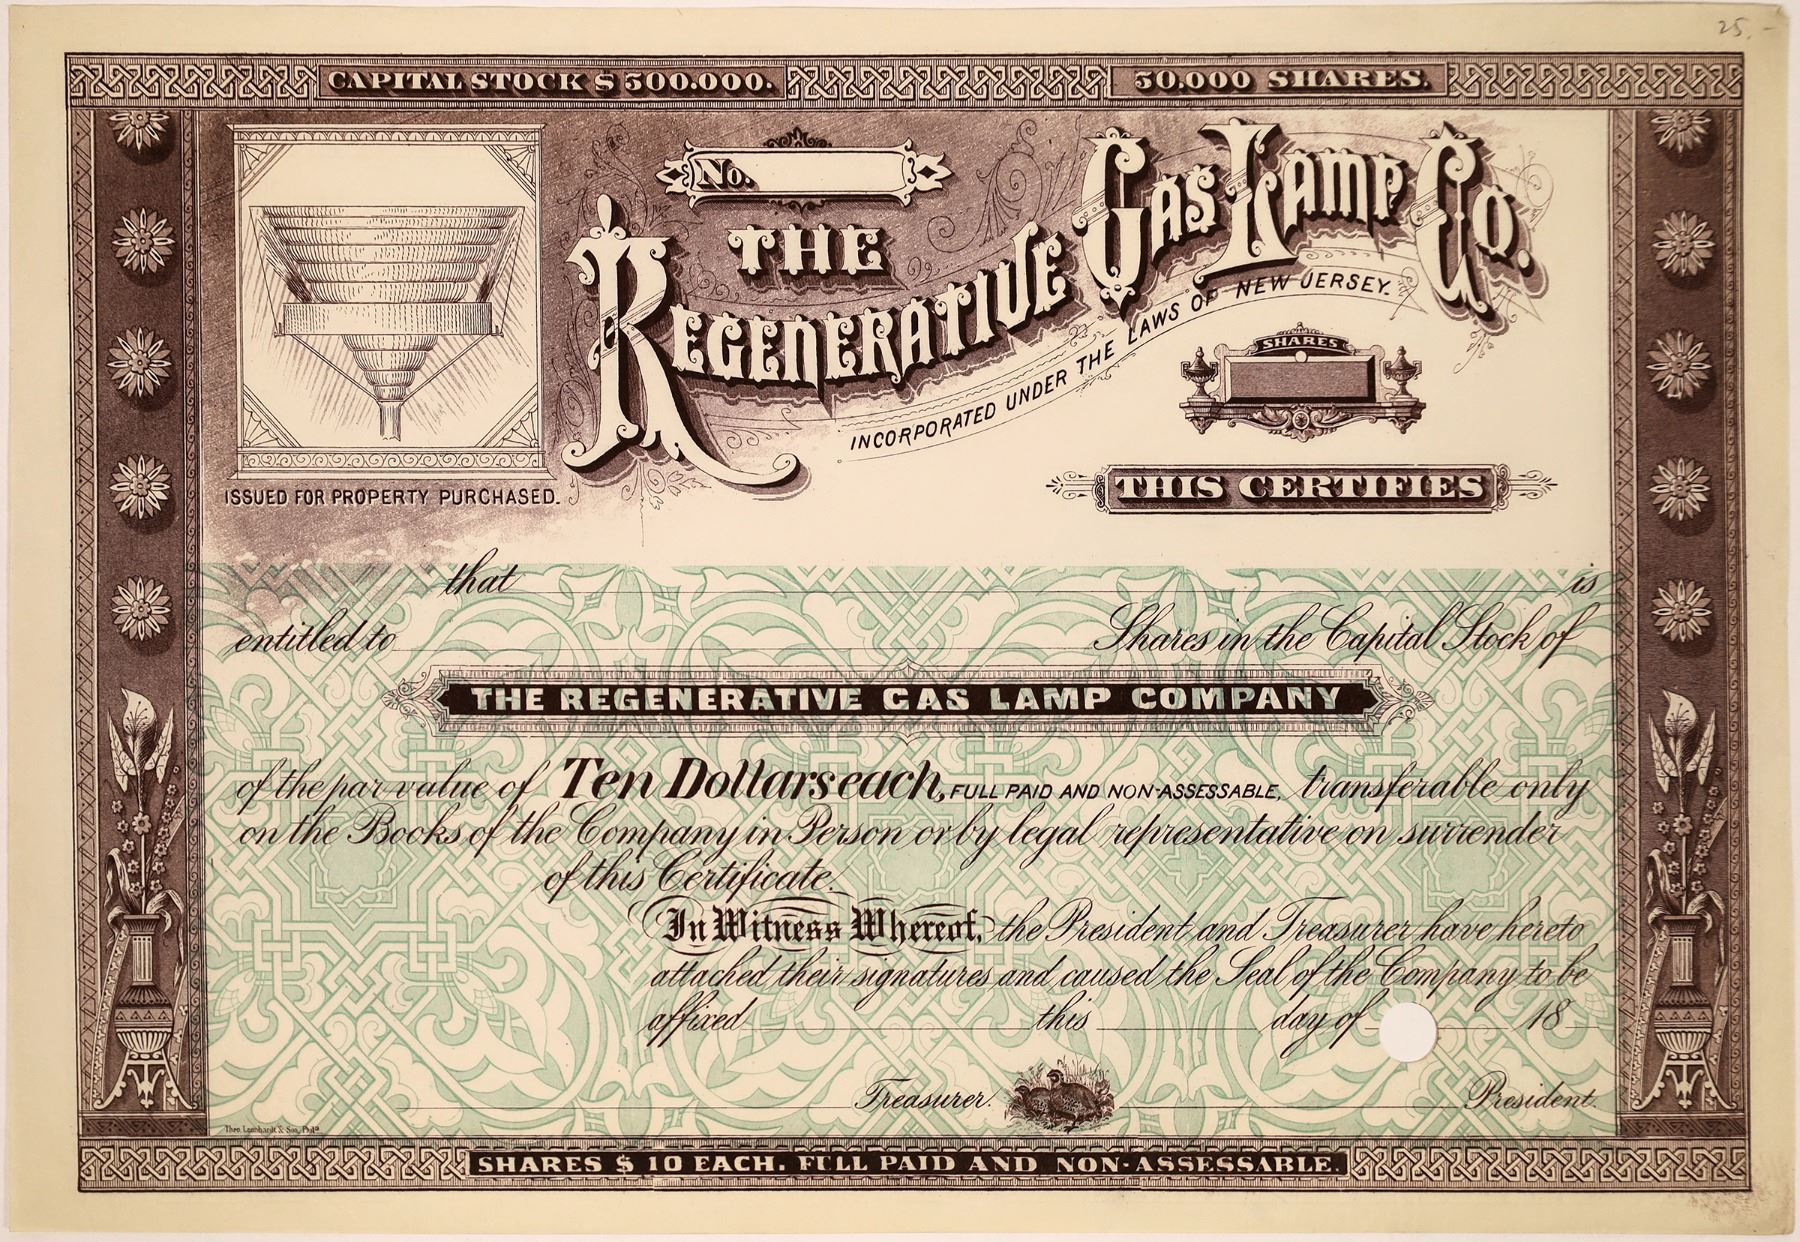 25.-
CAPITAL STOCK $500.000.
50.000 SHARES.
No.
THE
REGENERATIVE GAS LAMP CO.
INCORPORATED UNDER THE LAWS OF NEW JERSEY.
SHARES
ISSUED FOR PROPERTY PURCHASED.
THIS CERTIFIES
that is
entitled to Shares in the Capital Stock of
THE REGENERATIVE GAS LAMP COMPANY
of the par value of Ten Dollars each, FULL PAID AND NON-ASSESSABLE, transferable only
on the Books of the Company in Person or by legal representative on surrender
of this Certificate.
In Witness Whereof, the President and Treasurer have hereto
attached their signatures and caused the Seal of the Company to be
affixed this day of 18
Treasurer. President
Theo. Leonhardt & Son, Phila.
SHARES $10 EACH. FULL PAID AND NON-ASSESSABLE.